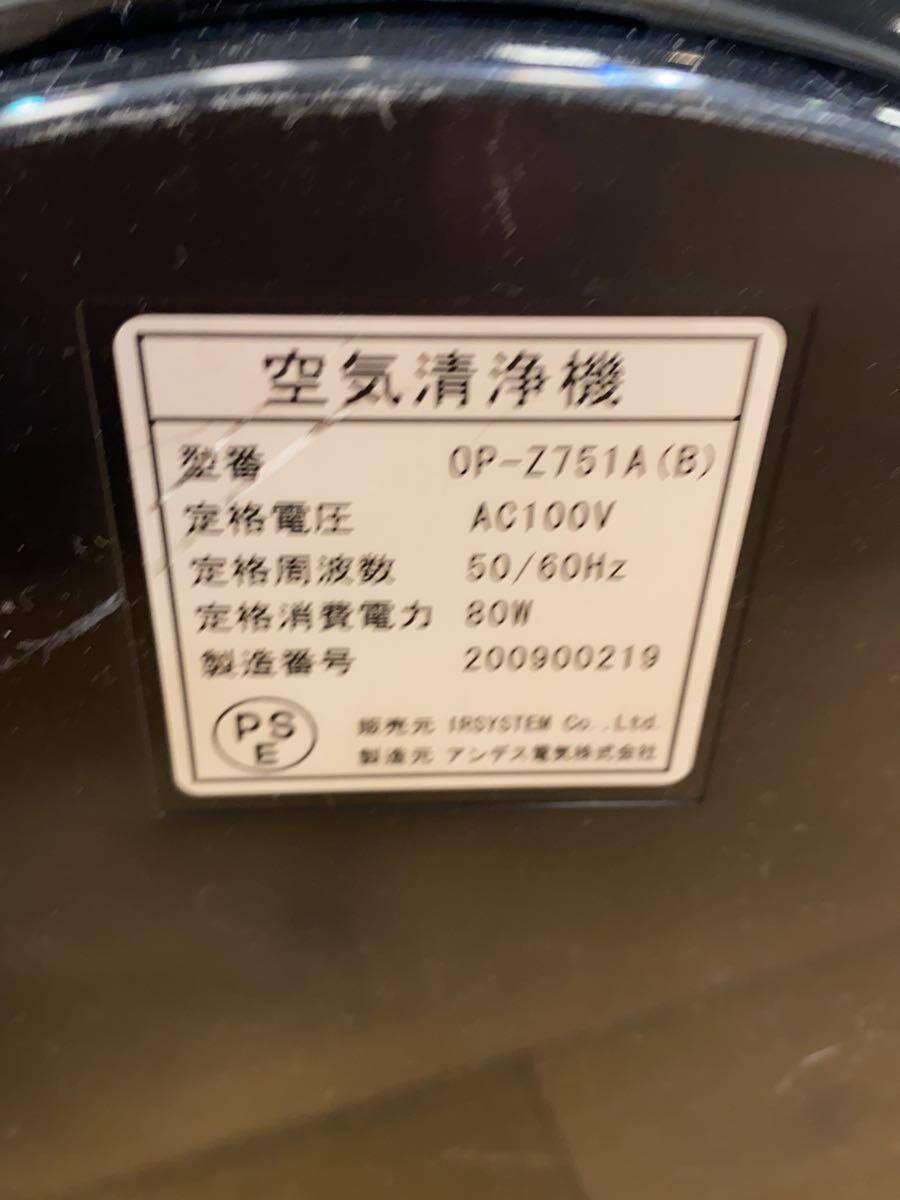 空気清浄機
型番 OP-Z751A(B)
定格電圧 AC100V
定格周波数 50/60Hz
定格消費電力 80W
製造番号 200900219
PSE
販売元 IRSYSTEM Co.,Ltd.
製造元 アンデス電気株式会社